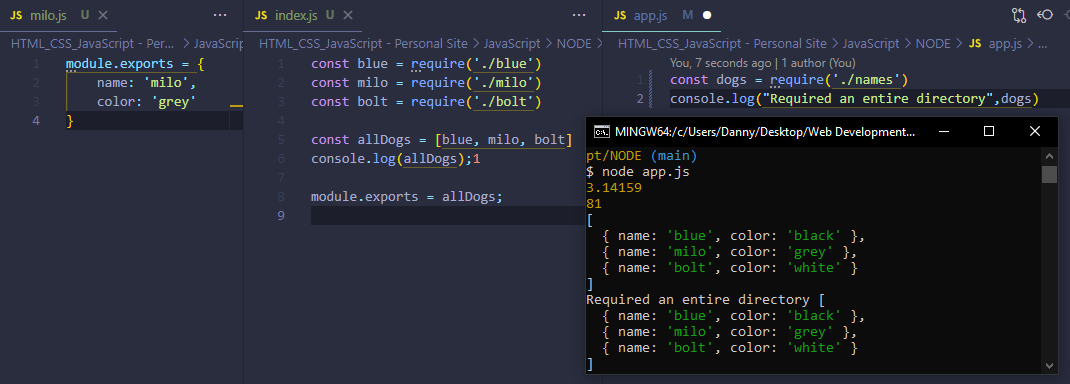 JS milo.js U
HTML_CSS_JavaScript - Per... > JavaScript
1 module.exports = {
2 name: 'milo',
3 color: 'grey'
4 }
JS index.js U
HTML_CSS_JavaScript - Personal Site > JavaScript > NODE
1 const blue = require('./blue')
2 const milo = require('./milo')
3 const bolt = require('./bolt')
4
5 const allDogs = [blue, milo, bolt]
6 console.log(allDogs);1
7
8 module.exports = allDogs;
9
JS app.js M
HTML_CSS_JavaScript - Personal Site > JavaScript > NODE > JS app.js > ...
You, 7 seconds ago | 1 author (You)
1 const dogs = require('./names')
2 console.log("Required an entire directory",dogs)
MINGW64:/c/Users/Danny/Desktop/Web Development...
pt/NODE (main)
$ node app.js
3.14159
81
[
{ name: 'blue', color: 'black' },
{ name: 'milo', color: 'grey' },
{ name: 'bolt', color: 'white' }
]
Required an entire directory [
{ name: 'blue', color: 'black' },
{ name: 'milo', color: 'grey' },
{ name: 'bolt', color: 'white' }
]